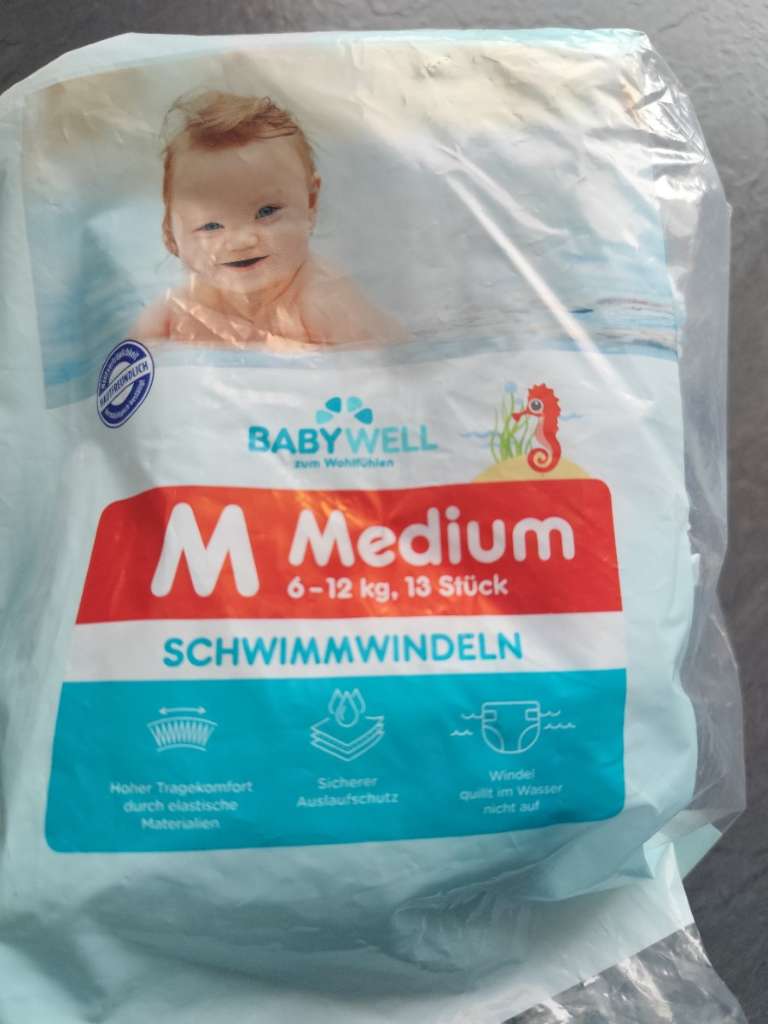 HAUTFREUNDLICH
BABYWELL
zum Wohlfühlen
M Medium
6–12 kg, 13 Stück
SCHWIMMWINDELN
Hoher Tragekomfort
durch elastische
Materialien
Sicherer
Auslaufschutz
Windel
quillt im Wasser
nicht auf